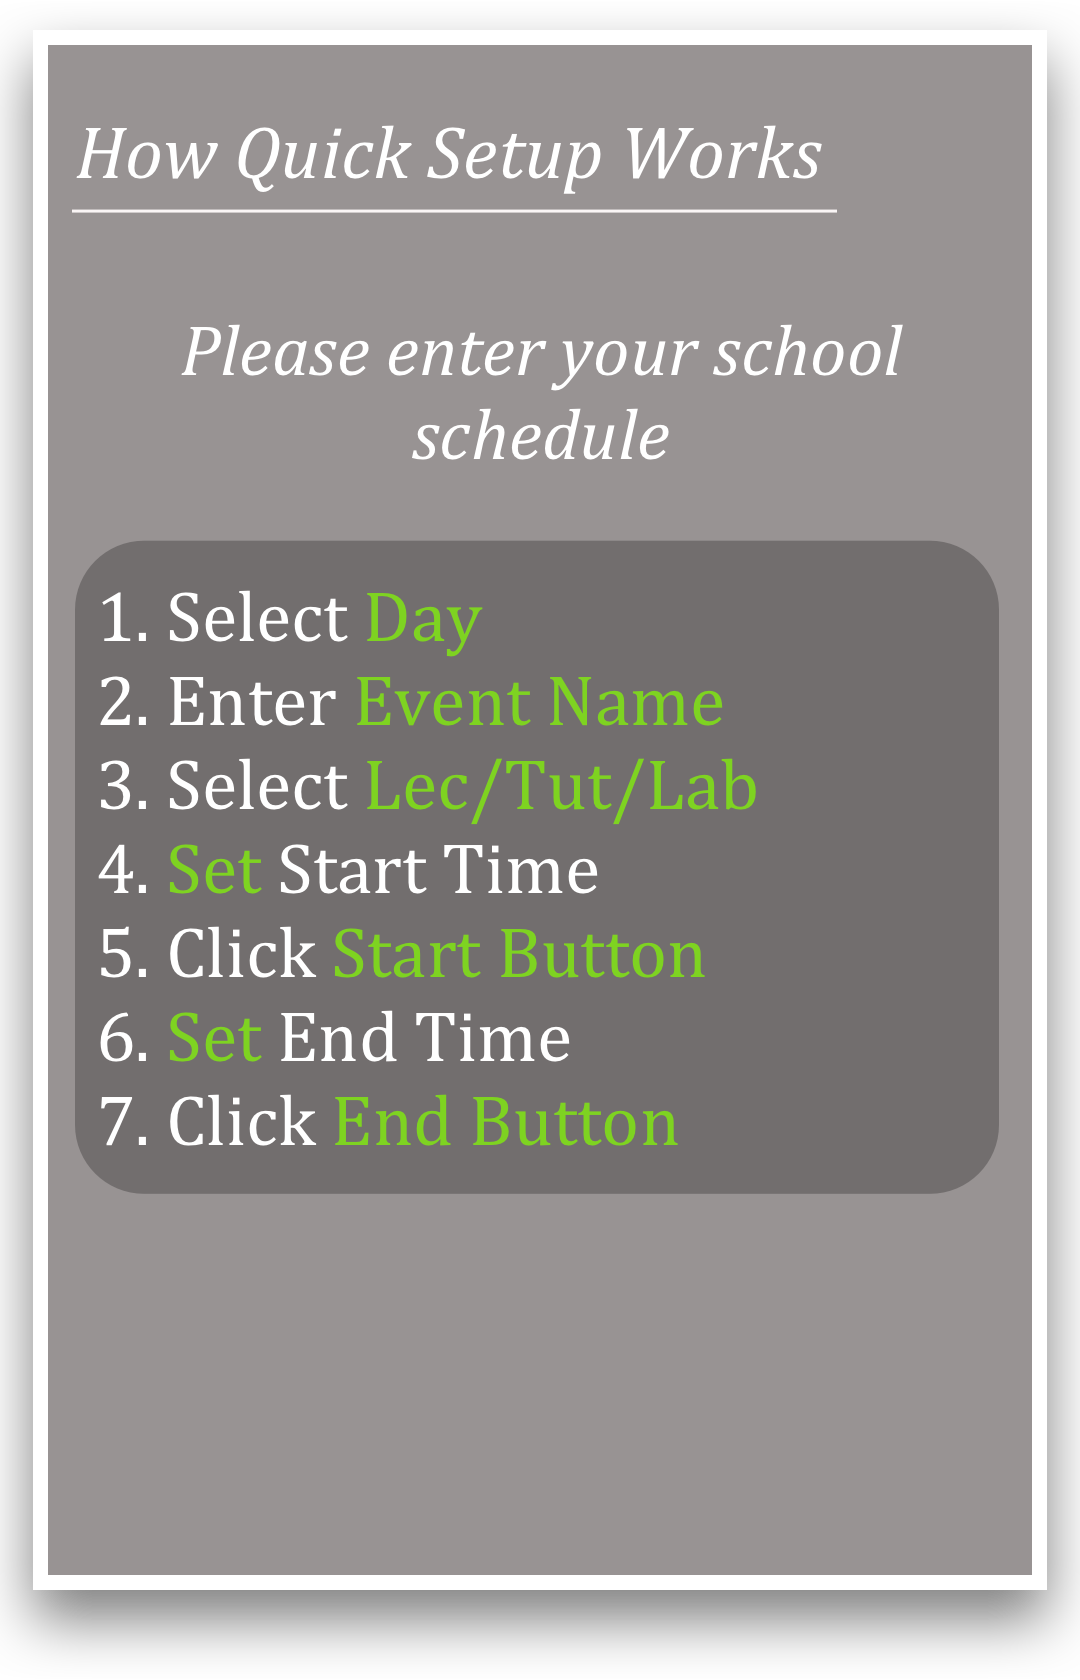 How Quick Setup Works
Please enter your school
schedule
1. Select Day
2. Enter Event Name
3. Select Lec/Tut/Lab
4. Set Start Time
5. Click Start Button
6. Set End Time
7. Click End Button